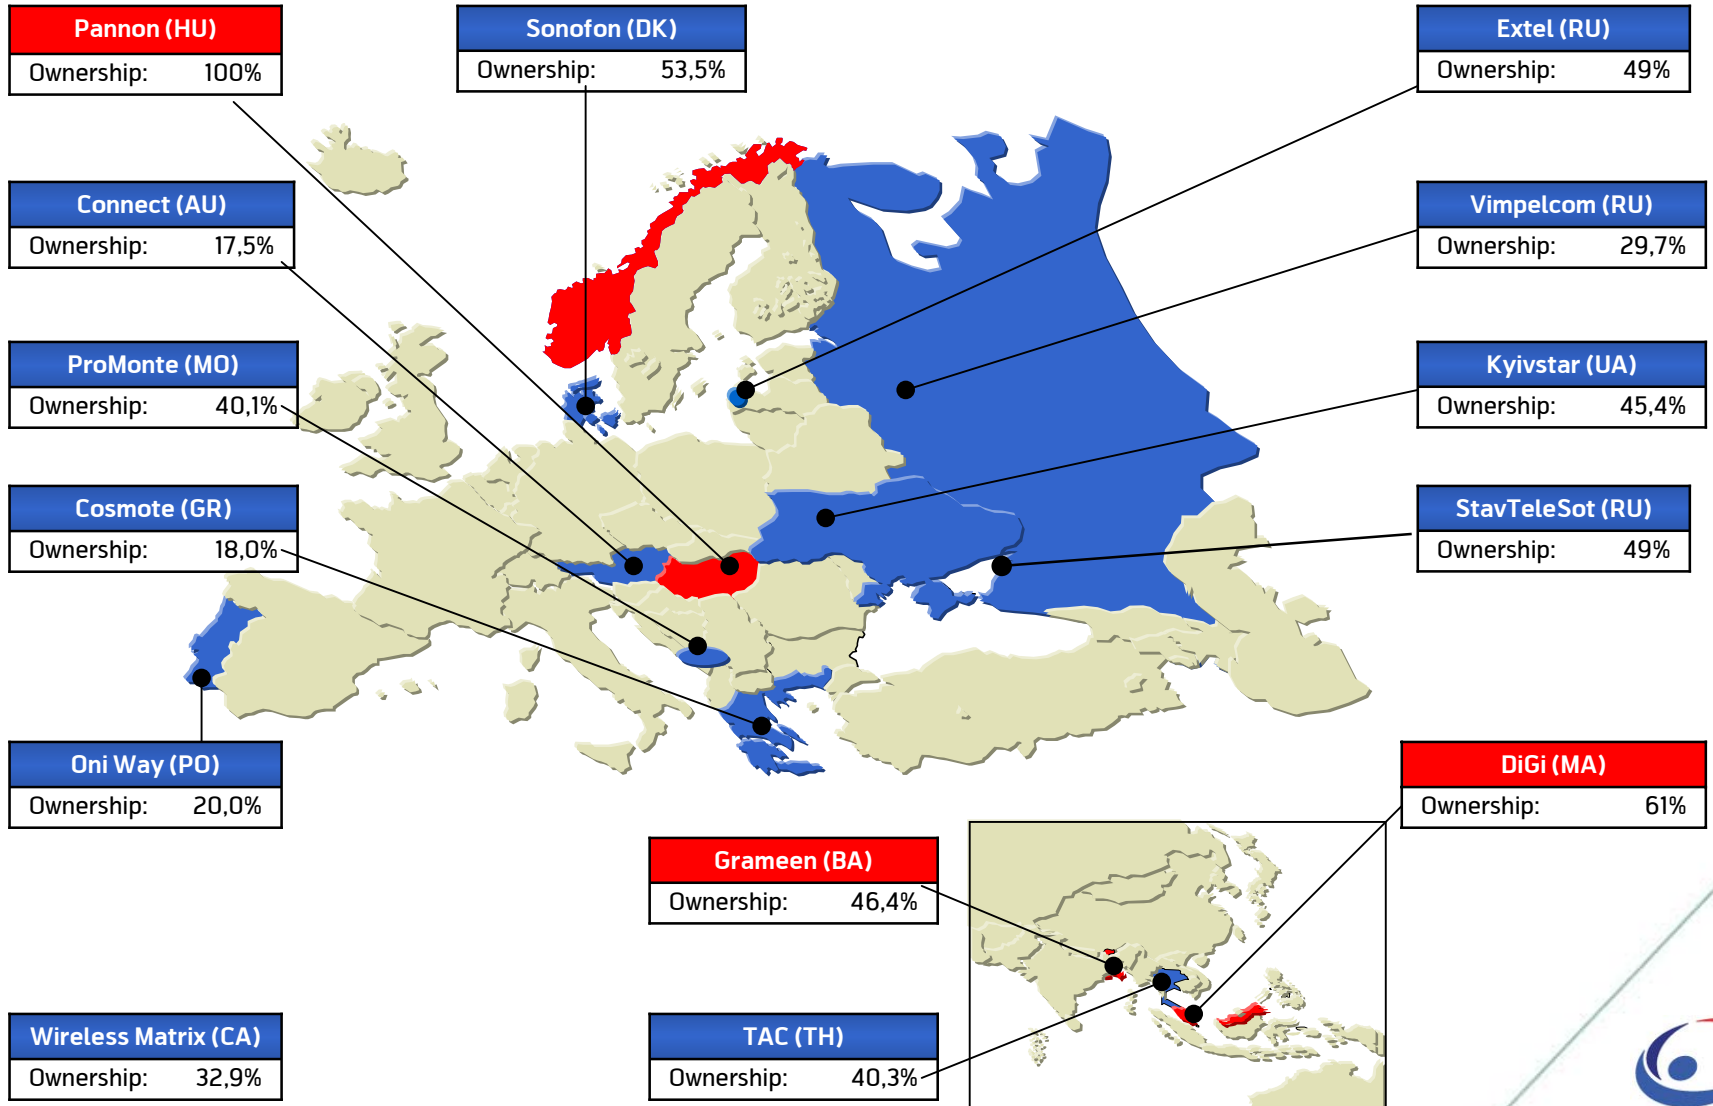 Pannon (HU)
Ownership: 100%
Sonofon (DK)
Ownership: 53,5%
Extel (RU)
Ownership: 49%
Connect (AU)
Ownership: 17,5%
Vimpelcom (RU)
Ownership: 29,7%
ProMonte (MO)
Ownership: 40,1%
Kyivstar (UA)
Ownership: 45,4%
Cosmote (GR)
Ownership: 18,0%
StavTeleSot (RU)
Ownership: 49%
Oni Way (PO)
Ownership: 20,0%
DiGi (MA)
Ownership: 61%
Grameen (BA)
Ownership: 46,4%
Wireless Matrix (CA)
Ownership: 32,9%
TAC (TH)
Ownership: 40,3%